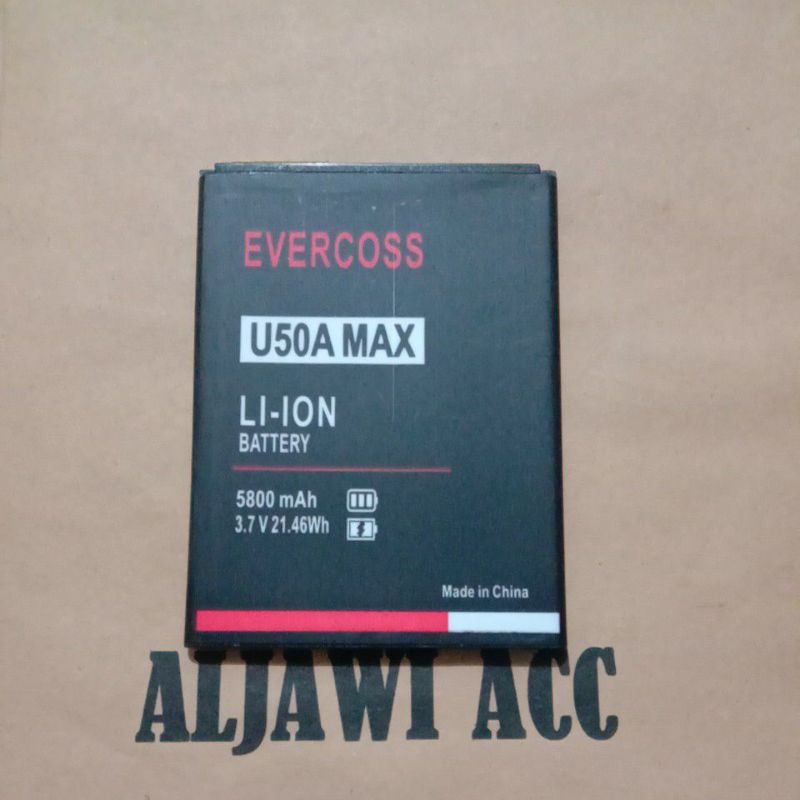 EVERCOSS
U50A MAX
LI-ION
BATTERY
5800 mAh
3.7 V 21.46Wh
Made in China
ALJAWI ACC